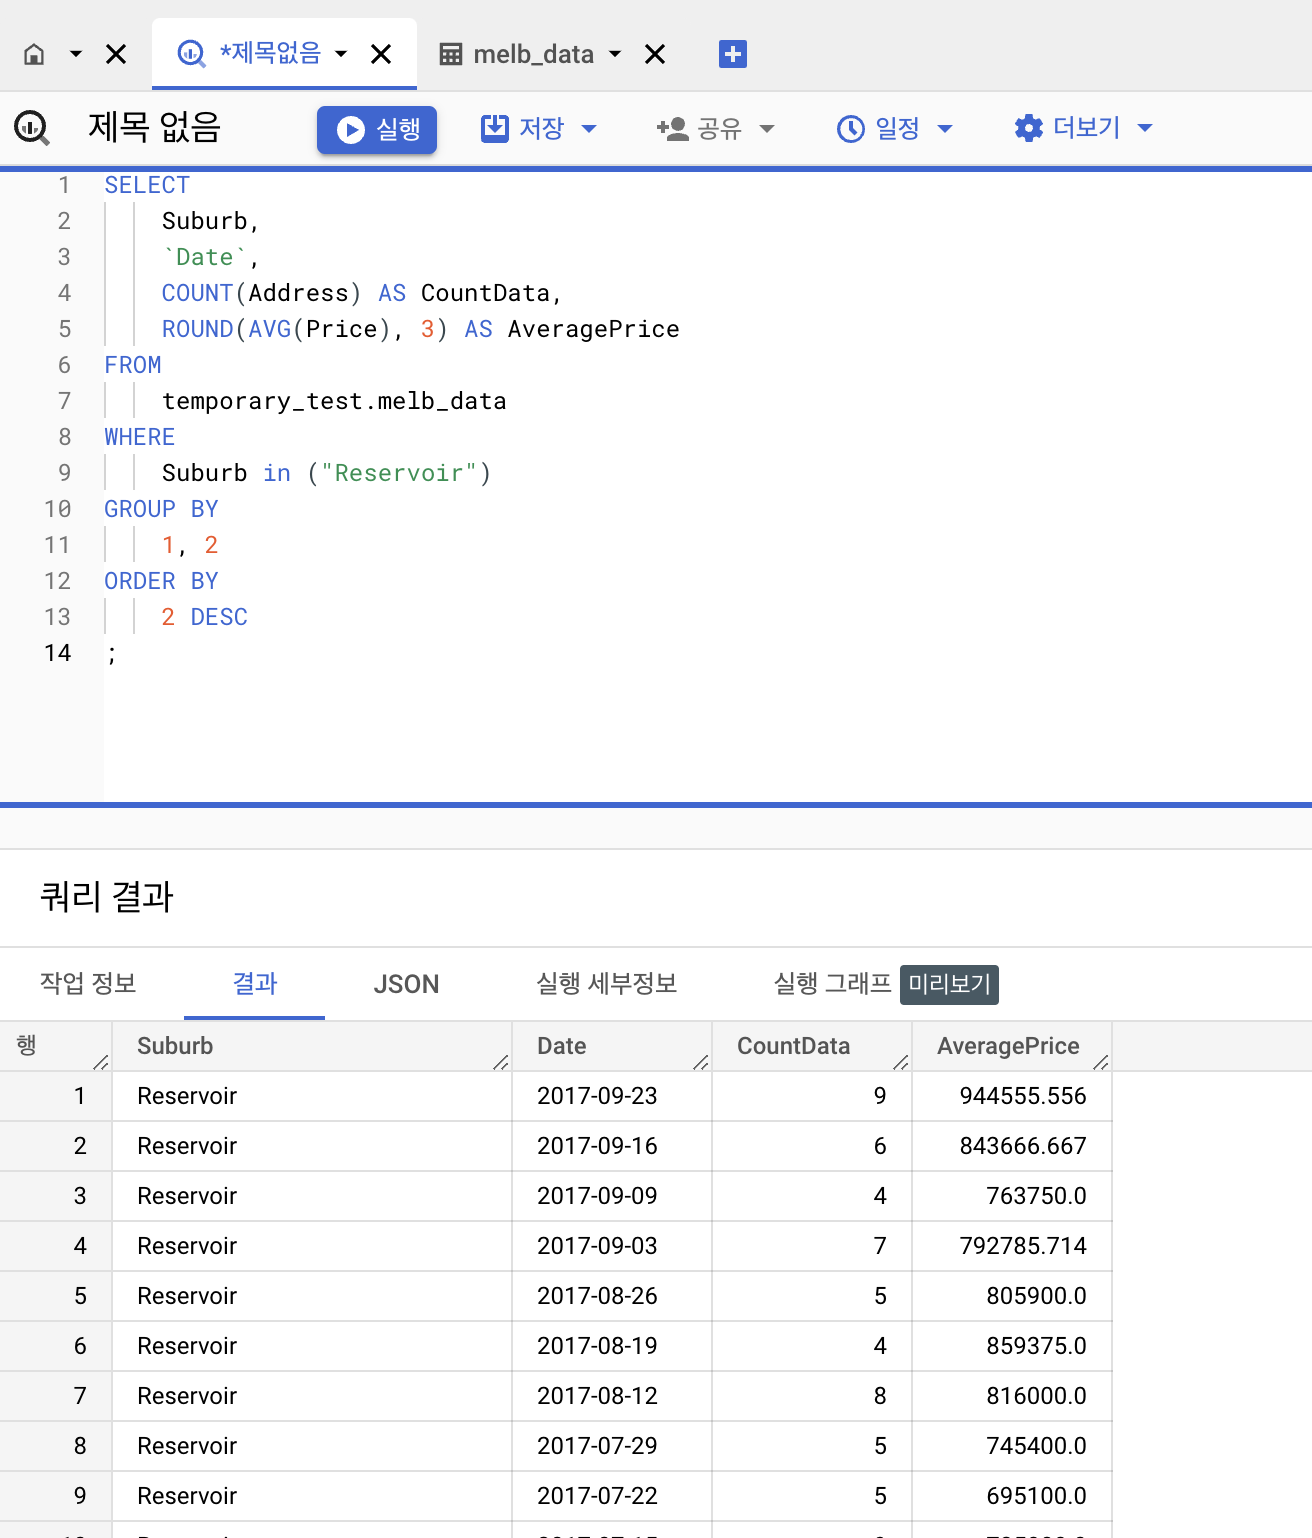 *제목없음
melb_data
제목 없음
실행
저장
공유
일정
더보기
1 SELECT
2 Suburb,
3 `Date`,
4 COUNT(Address) AS CountData,
5 ROUND(AVG(Price), 3) AS AveragePrice
6 FROM
7 temporary_test.melb_data
8 WHERE
9 Suburb in ("Reservoir")
10 GROUP BY
11 1, 2
12 ORDER BY
13 2 DESC
14 ;
쿼리 결과
작업 정보 결과 JSON 실행 세부정보 실행 그래프 미리보기
행 Suburb Date CountData AveragePrice
1 Reservoir 2017-09-23 9 944555.556
2 Reservoir 2017-09-16 6 843666.667
3 Reservoir 2017-09-09 4 763750.0
4 Reservoir 2017-09-03 7 792785.714
5 Reservoir 2017-08-26 5 805900.0
6 Reservoir 2017-08-19 4 859375.0
7 Reservoir 2017-08-12 8 816000.0
8 Reservoir 2017-07-29 5 745400.0
9 Reservoir 2017-07-22 5 695100.0